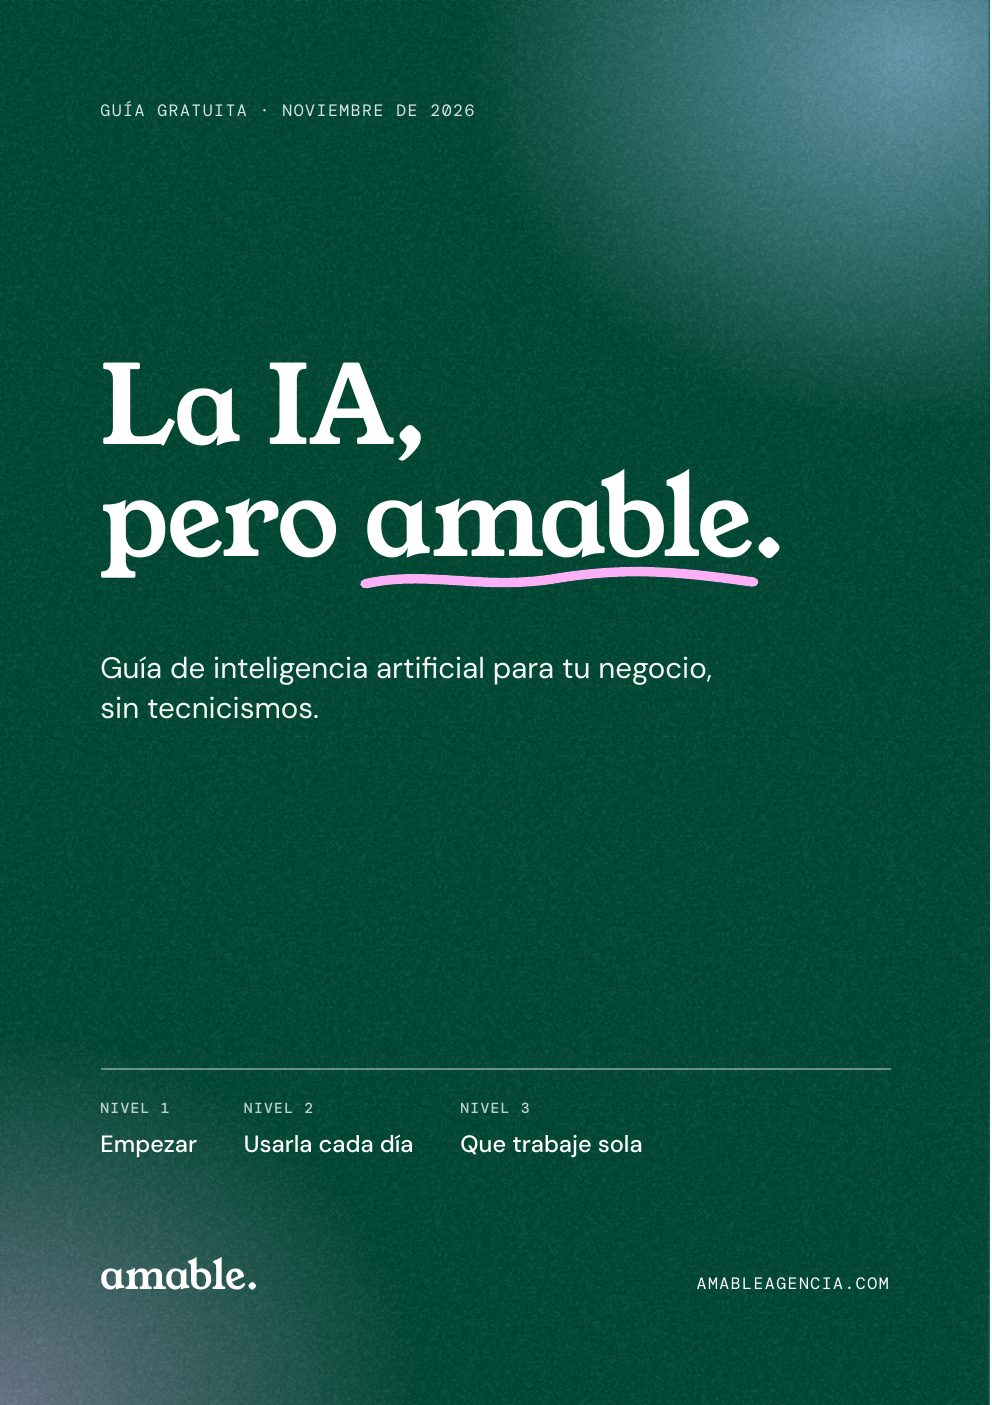 GUÍA GRATUITA · NOVIEMBRE DE 2026
La IA,
pero amable.
Guía de inteligencia artificial para tu negocio,
sin tecnicismos.
NIVEL 1
Empezar
NIVEL 2
Usarla cada día
NIVEL 3
Que trabaje sola
amable.
AMABLEAGENCIA.COM